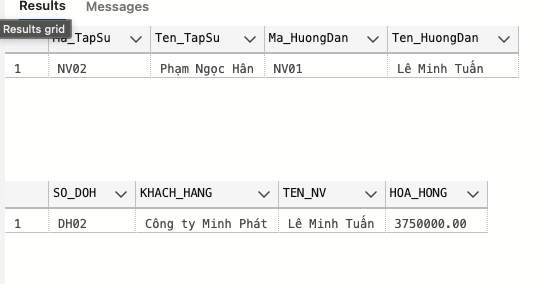 Results Messages
Results grid
Ma_TapSu Ten_TapSu Ma_HuongDan Ten_HuongDan
1 NV02 Phạm Ngọc Hân NV01 Lê Minh Tuấn
SO_DOH KHACH_HANG TEN_NV HOA_HONG
1 DH02 Công ty Minh Phát Lê Minh Tuấn 3750000.00